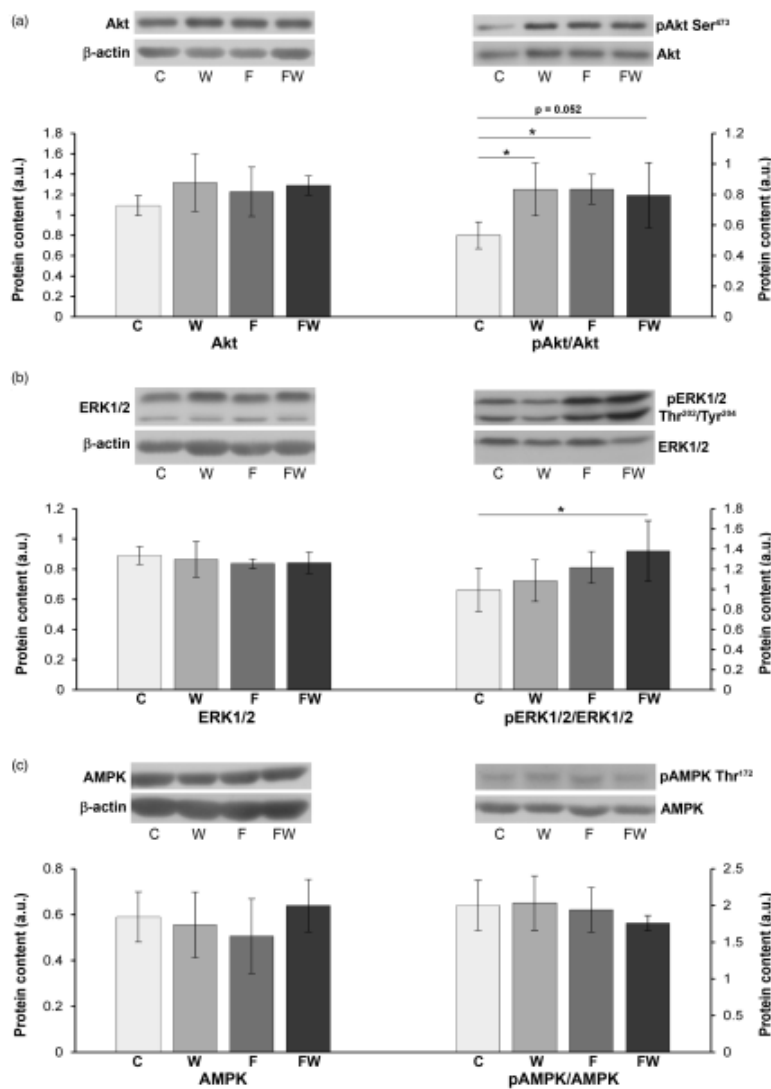 (a)
Akt
β-actin
C W F FW
pAkt Ser⁴⁷³
Akt
C W F FW
Protein content (a.u.)
1.8
1.6
1.4
1.2
1
0.8
0.6
0.4
0.2
0
C W F FW
Akt
p = 0.052
*
*
1.2
1
0.8
0.6
0.4
0.2
0
Protein content (a.u.)
C W F FW
pAkt/Akt
(b)
ERK1/2
β-actin
C W F FW
pERK1/2
Thr²⁰²/Tyr²⁰⁴
ERK1/2
C W F FW
Protein content (a.u.)
1.2
1
0.8
0.6
0.4
0.2
0
C W F FW
ERK1/2
*
1.8
1.6
1.4
1.2
1
0.8
0.6
0.4
0.2
0
Protein content (a.u.)
C W F FW
pERK1/2/ERK1/2
(c)
AMPK
β-actin
C W F FW
pAMPK Thr¹⁷²
AMPK
C W F FW
Protein content (a.u.)
0.8
0.6
0.4
0.2
0
C W F FW
AMPK
2.5
2
1.5
1
0.5
0
Protein content (a.u.)
C W F FW
pAMPK/AMPK